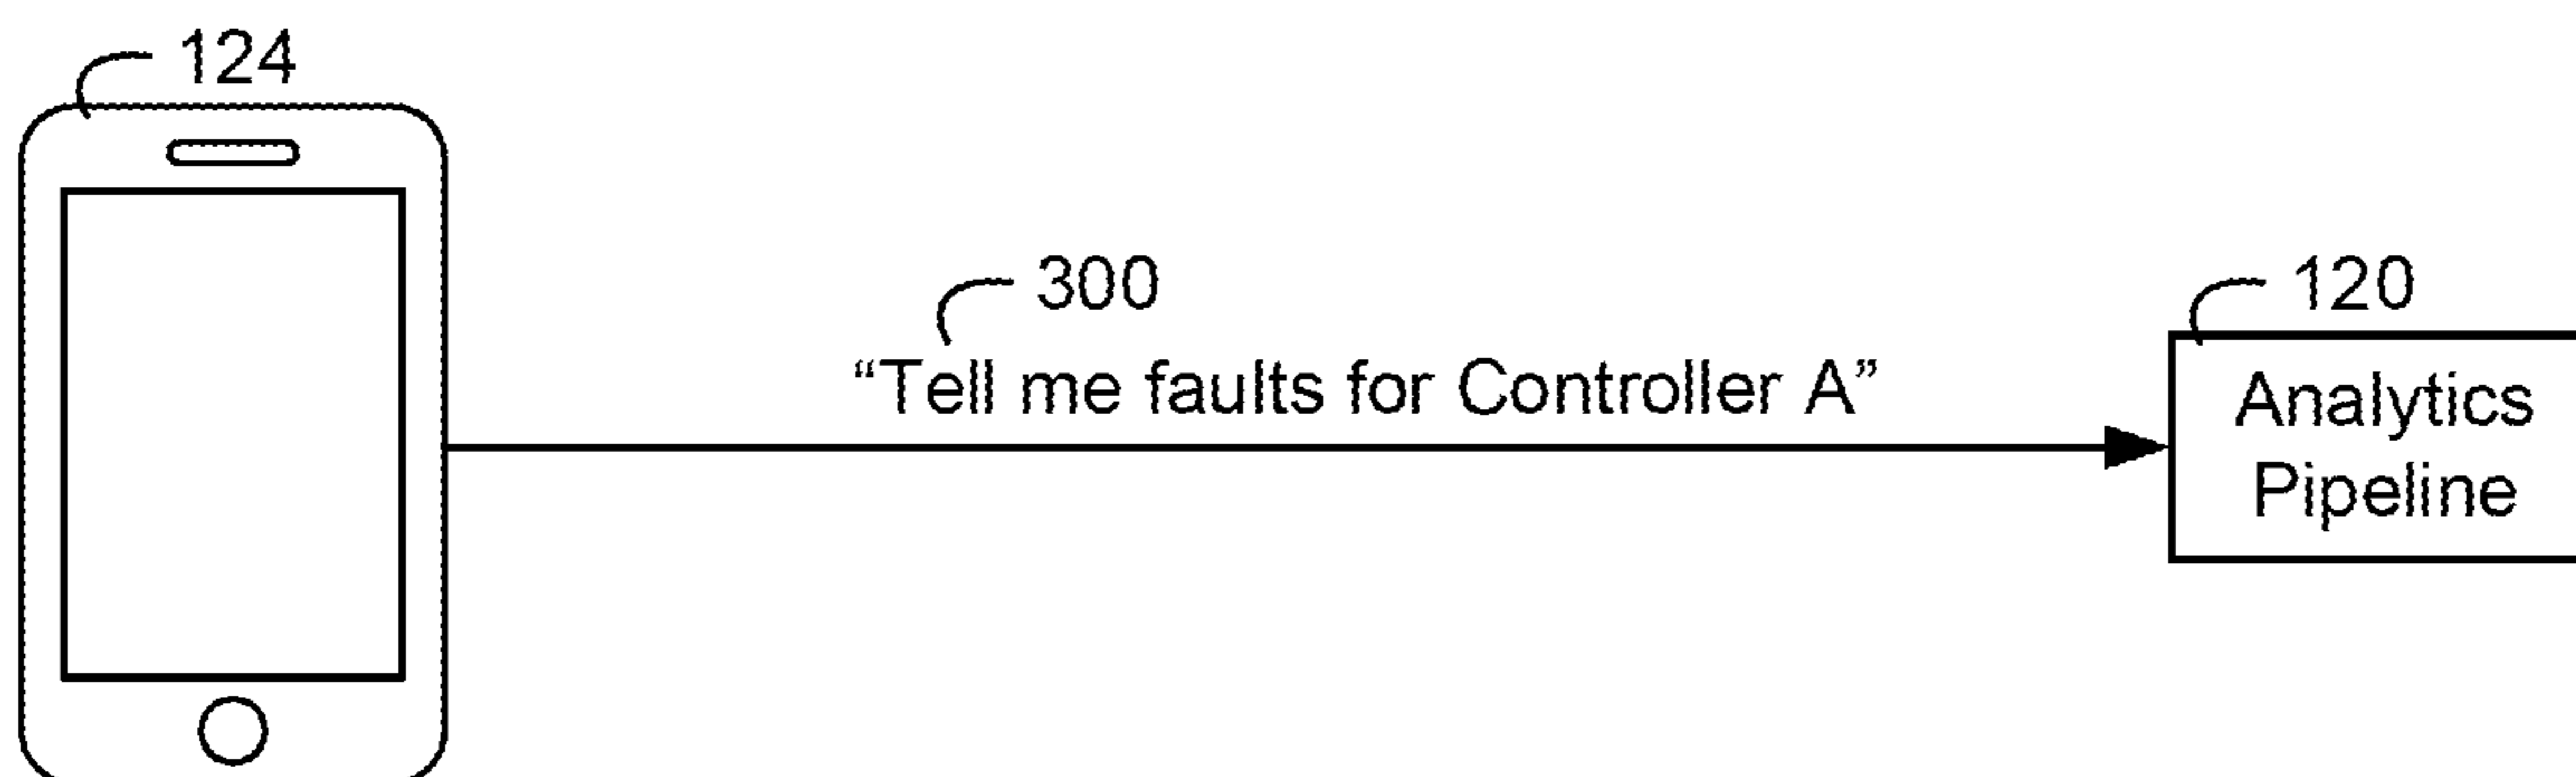 124
300
“Tell me faults for Controller A”
120
Analytics
Pipeline